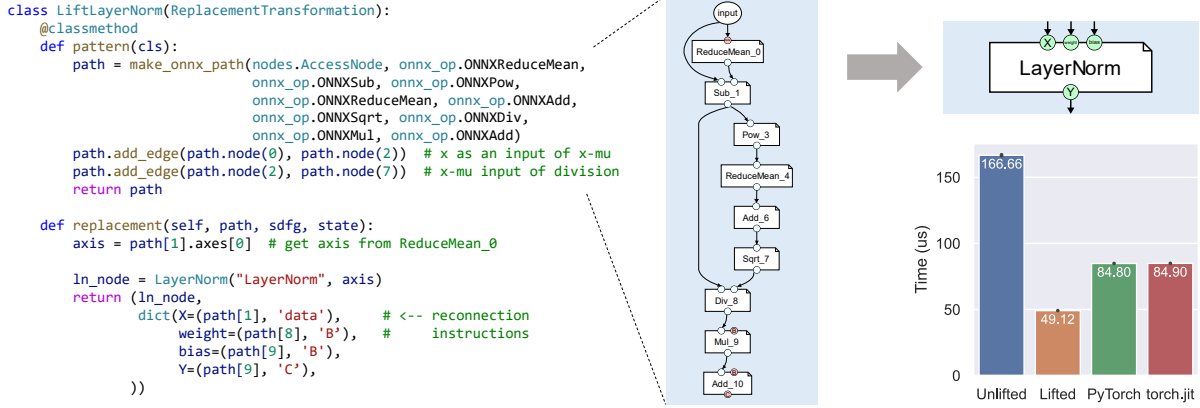 class LiftLayerNorm(ReplacementTransformation):
    @classmethod
    def pattern(cls):
        path = make_onnx_path(nodes.AccessNode, onnx_op.ONNXReduceMean,
                              onnx_op.ONNXSub, onnx_op.ONNXPow,
                              onnx_op.ONNXReduceMean, onnx_op.ONNXAdd,
                              onnx_op.ONNXSqrt, onnx_op.ONNXDiv,
                              onnx_op.ONNXMul, onnx_op.ONNXAdd)
        path.add_edge(path.node(0), path.node(2))  # x as an input of x-mu
        path.add_edge(path.node(2), path.node(7))  # x-mu input of division
        return path
    def replacement(self, path, sdfg, state):
        axis = path[1].axes[0]  # get axis from ReduceMean_0
        ln_node = LayerNorm("LayerNorm", axis)
        return (ln_node,
                dict(X=(path[1], 'data'),     # <-- reconnection
                     weight=(path[8], 'B’),   #     instructions
                     bias=(path[9], 'B'),
                     Y=(path[9], 'C’),
                ))
input
ReduceMean_0
Sub_1
Pow_3
ReduceMean_4
Add_6
Sqrt_7
Div_8
B
Mul_9
B
Add_10
C
X weight bias
LayerNorm
Y
Time (us)
150
100
50
0
166.66
49.12
84.80
84.90
Unlifted Lifted PyTorch torch.jit